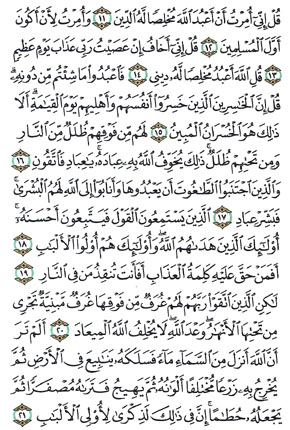 قُلْ إِنِّىٓ أُمِرْتُ أَنْ أَعْبُدَ ٱللَّهَ مُخْلِصًا لَّهُ ٱلدِّينَ ١١ وَأُمِرْتُ لِأَنْ أَكُونَ
أَوَّلَ ٱلْمُسْلِمِينَ ١٢ قُلْ إِنِّىٓ أَخَافُ إِنْ عَصَيْتُ رَبِّى عَذَابَ يَوْمٍ عَظِيمٍ
١٣ قُلِ ٱللَّهَ أَعْبُدُ مُخْلِصًا لَّهُۥ دِينِى ١٤ فَٱعْبُدُوا۟ مَا شِئْتُم مِّن دُونِهِۦ
قُلْ إِنَّ ٱلْخَٰسِرِينَ ٱلَّذِينَ خَسِرُوٓا۟ أَنفُسَهُمْ وَأَهْلِيهِمْ يَوْمَ ٱلْقِيَٰمَةِ أَلَا
ذَٰلِكَ هُوَ ٱلْخُسْرَانُ ٱلْمُبِينُ ١٥ لَهُم مِّن فَوْقِهِمْ ظُلَلٌ مِّنَ ٱلنَّارِ
وَمِن تَحْتِهِمْ ظُلَلٌ ذَٰلِكَ يُخَوِّفُ ٱللَّهُ بِهِۦ عِبَادَهُۥ يَٰعِبَادِ فَٱتَّقُونِ
١٦ وَٱلَّذِينَ ٱجْتَنَبُوا۟ ٱلطَّٰغُوتَ أَن يَعْبُدُوهَا وَأَنَابُوٓا۟ إِلَى ٱللَّهِ لَهُمُ ٱلْبُشْرَىٰ
فَبَشِّرْ عِبَادِ ١٧ ٱلَّذِينَ يَسْتَمِعُونَ ٱلْقَوْلَ فَيَتَّبِعُونَ أَحْسَنَهُۥٓ
أُو۟لَٰٓئِكَ ٱلَّذِينَ هَدَىٰهُمُ ٱللَّهُ وَأُو۟لَٰٓئِكَ هُمْ أُو۟لُوا۟ ٱلْأَلْبَٰبِ
١٨ أَفَمَنْ حَقَّ عَلَيْهِ كَلِمَةُ ٱلْعَذَابِ أَفَأَنتَ تُنقِذُ مَن فِى ٱلنَّارِ
١٩ لَٰكِنِ ٱلَّذِينَ ٱتَّقَوْا۟ رَبَّهُمْ لَهُمْ غُرَفٌ مِّن فَوْقِهَا غُرَفٌ مَّبْنِيَّةٌ تَجْرِى
مِن تَحْتِهَا ٱلْأَنْهَٰرُ وَعْدَ ٱللَّهِ لَا يُخْلِفُ ٱللَّهُ ٱلْمِيعَادَ ٢٠ أَلَمْ تَرَ
أَنَّ ٱللَّهَ أَنزَلَ مِنَ ٱلسَّمَآءِ مَآءً فَسَلَكَهُۥ يَنَٰبِيعَ فِى ٱلْأَرْضِ ثُمَّ
يُخْرِجُ بِهِۦ زَرْعًا مُّخْتَلِفًا أَلْوَٰنُهُۥ ثُمَّ يَهِيجُ فَتَرَىٰهُ مُصْفَرًّا ثُمَّ
يَجْعَلُهُۥ حُطَٰمًا إِنَّ فِى ذَٰلِكَ لَذِكْرَىٰ لِأُو۟لِى ٱلْأَلْبَٰبِ ٢١